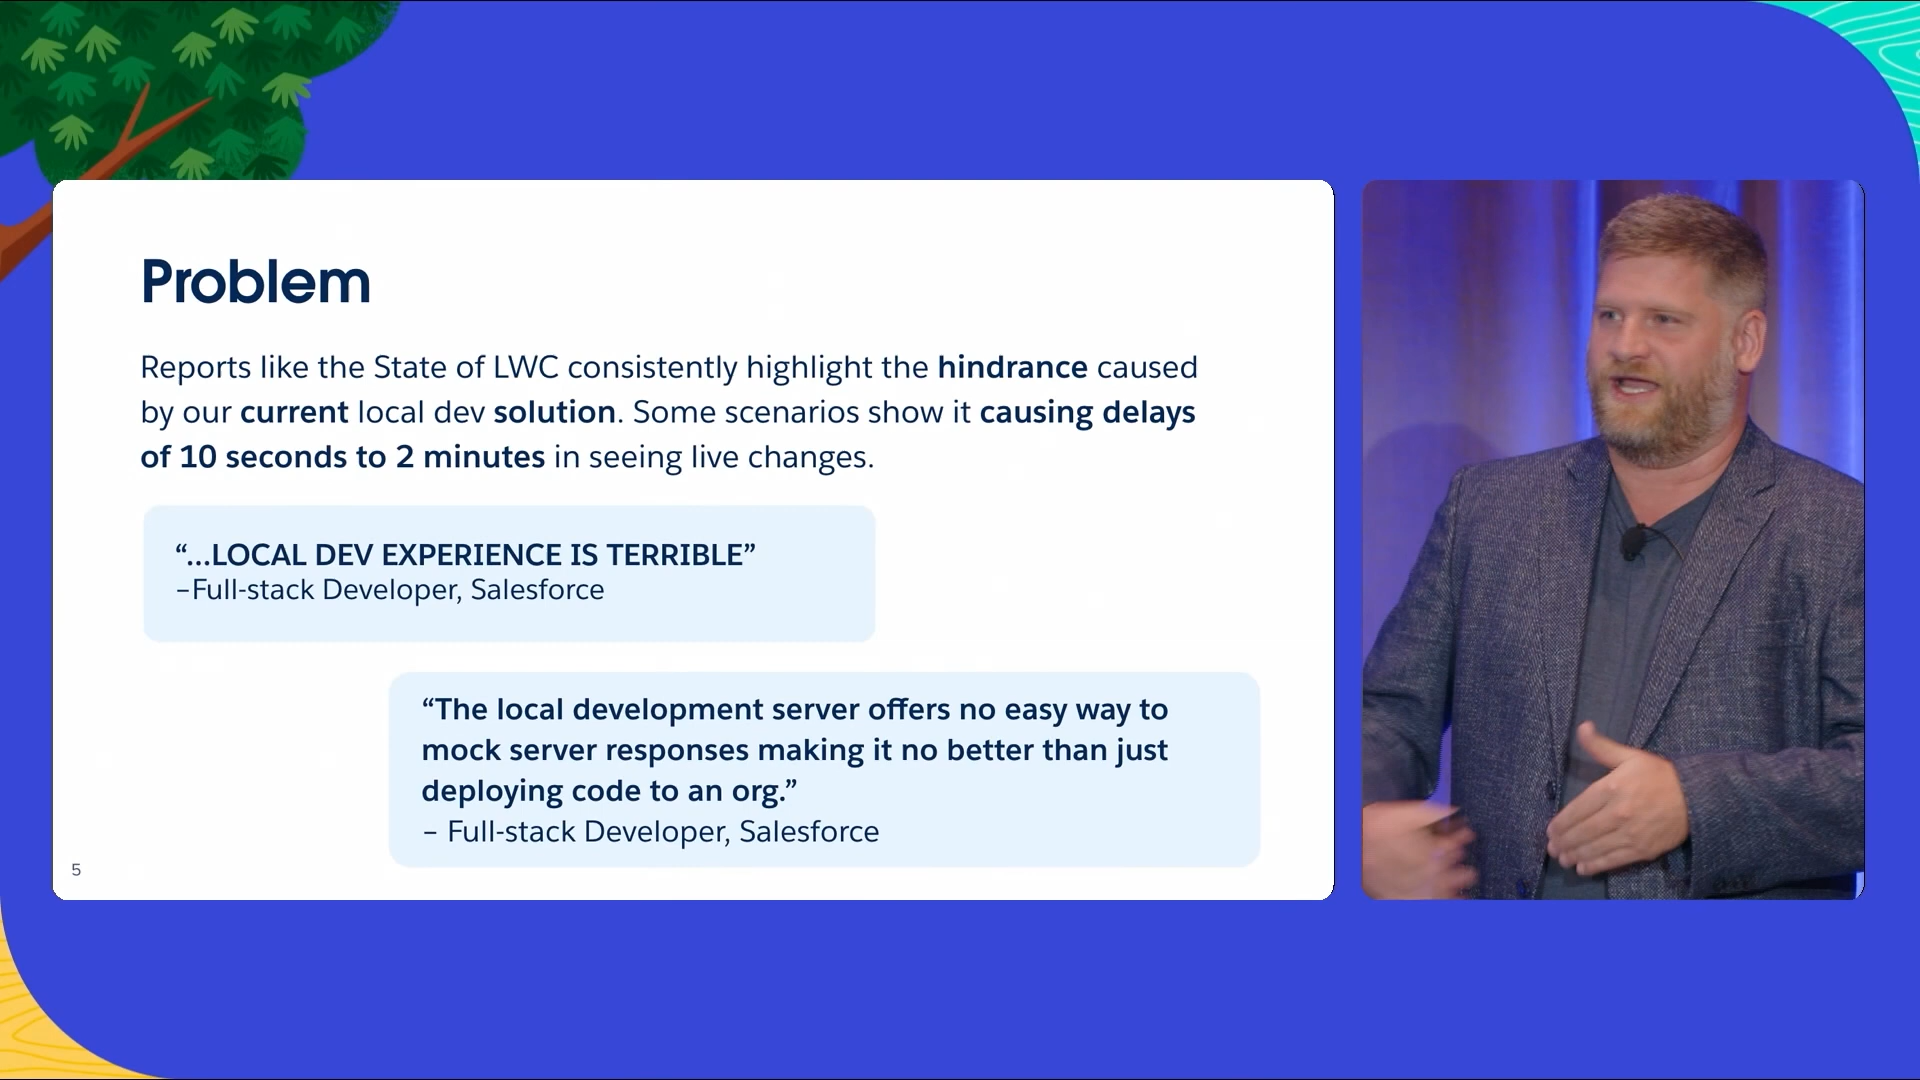 Problem
Reports like the State of LWC consistently highlight the hindrance caused
by our current local dev solution. Some scenarios show it causing delays
of 10 seconds to 2 minutes in seeing live changes.
“...LOCAL DEV EXPERIENCE IS TERRIBLE”
–Full-stack Developer, Salesforce
“The local development server offers no easy way to
mock server responses making it no better than just
deploying code to an org.”
– Full-stack Developer, Salesforce
5